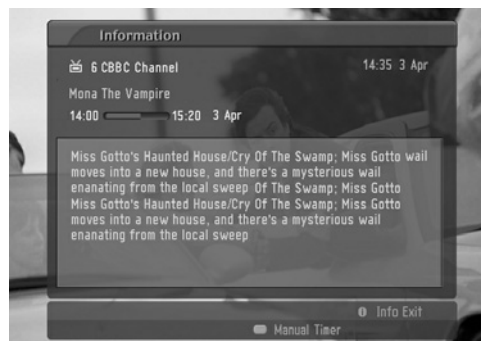 Information
6 CBBC Channel 14:35 3 Apr
Mona The Vampire
14:00 15:20 3 Apr
Miss Gotto's Haunted House/Cry Of The Swamp; Miss Gotto wail
moves into a new house, and there's a mysterious wail
enanating from the local sweep Of The Swamp; Miss Gotto
Miss Gotto's Haunted House/Cry Of The Swamp; Miss Gotto
moves into a new house, and there's a mysterious wail
enanating from the local sweep
Info Exit
Manual Timer